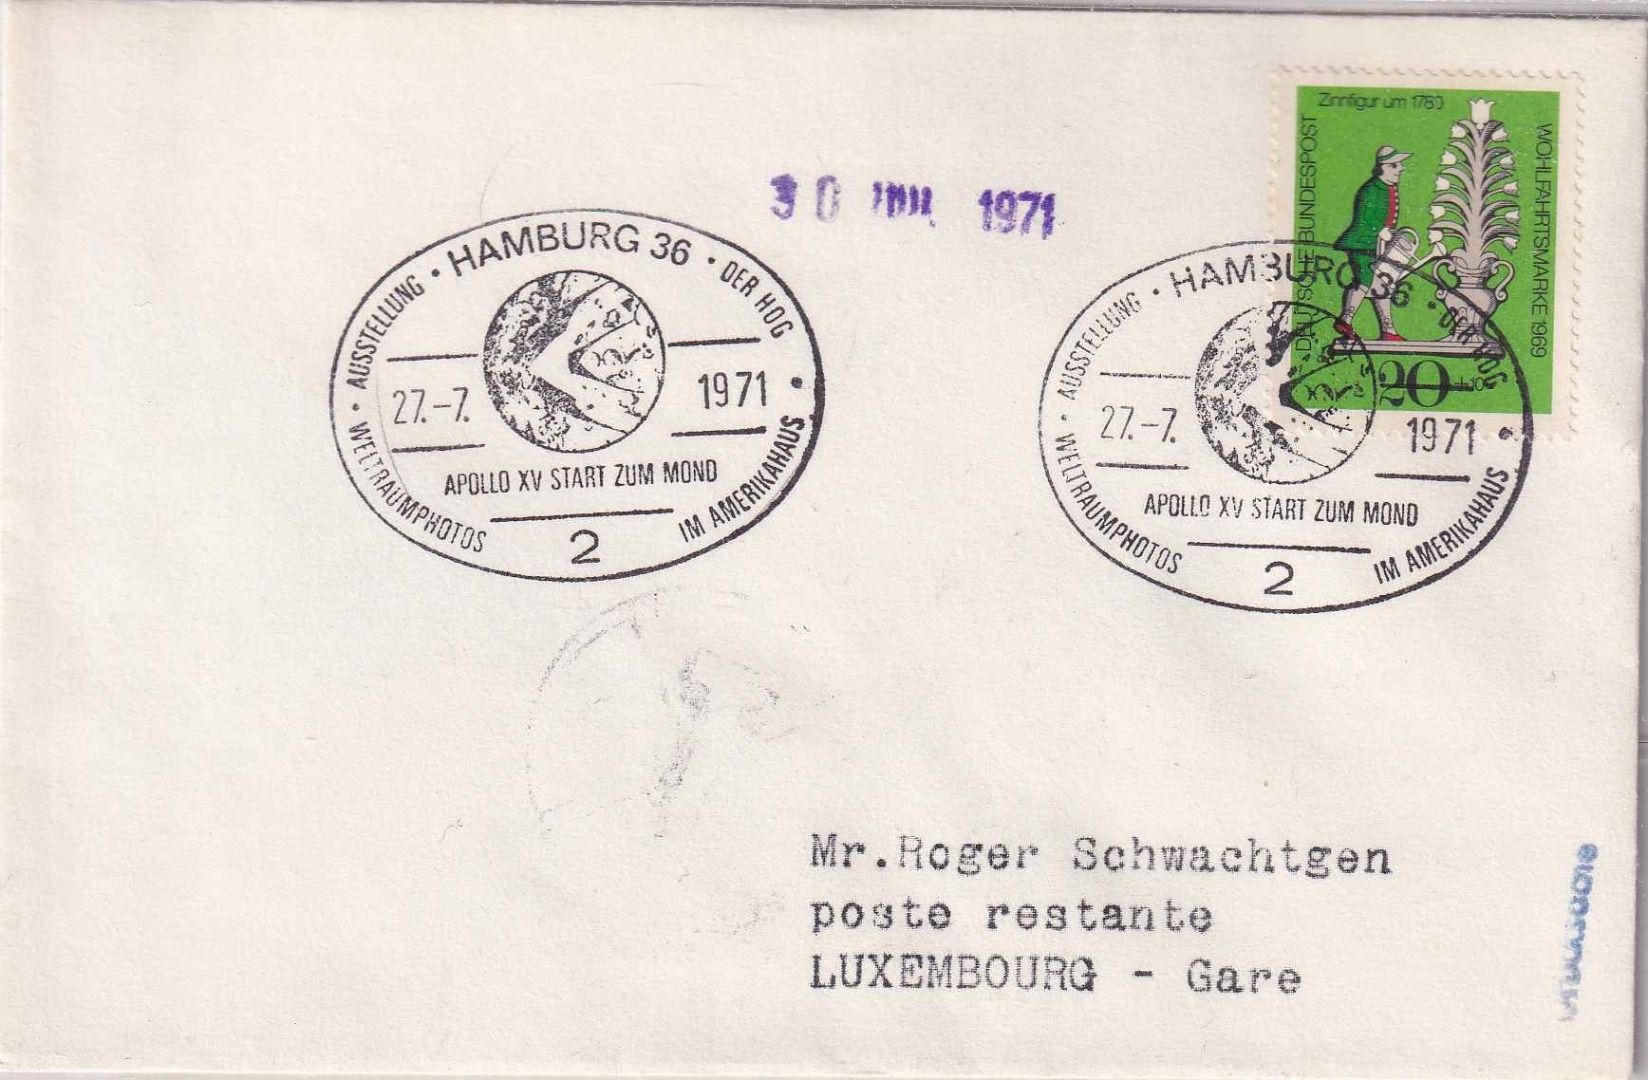 Zinnfigur um 1780
DEUTSCHE BUNDESPOST
WOHLFAHRTSMARKE 1969
20 +10
30 1971
HAMBURG 36 · DER HOG
AUSSTELLUNG · WELTRAUMPHOTOS
27.–7. 1971
APOLLO XV START ZUM MOND
IM AMERIKAHAUS
2
HAMBURG 36 · DER HOG
AUSSTELLUNG · WELTRAUMPHOTOS
27.–7. 1971
APOLLO XV START ZUM MOND
IM AMERIKAHAUS
2
Mr.Roger Schwachtgen
poste restante
LUXEMBOURG - Gare